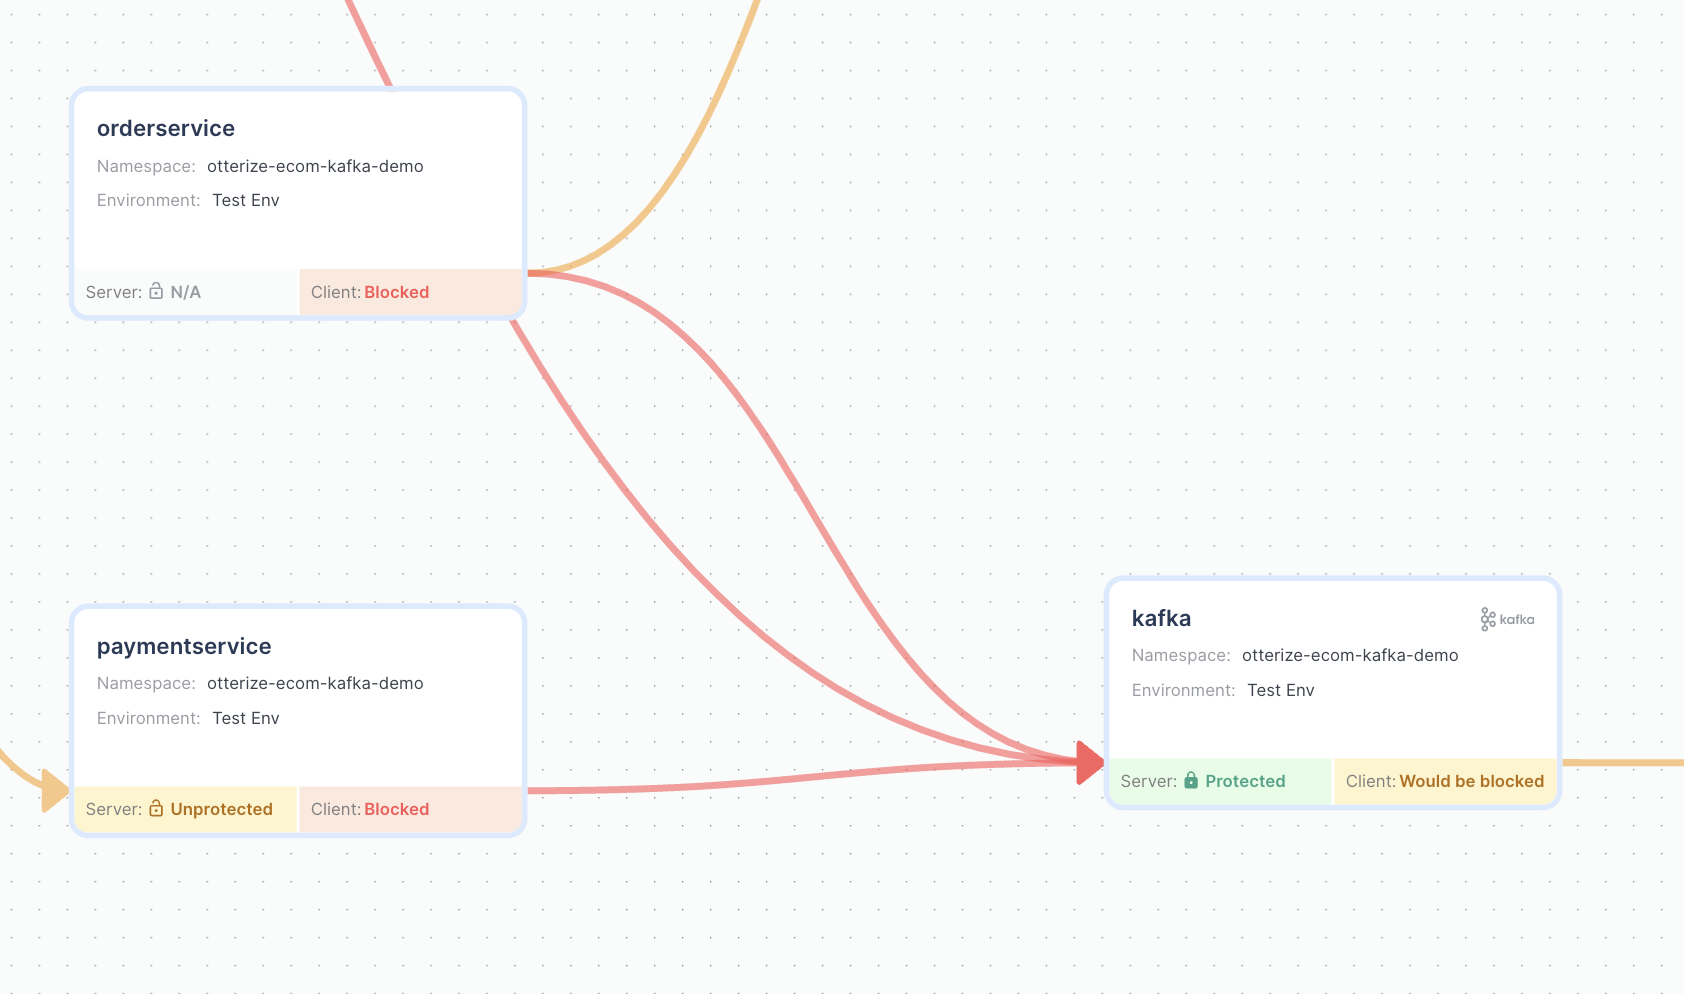 orderservice
Namespace: otterize-ecom-kafka-demo
Environment: Test Env
Server: N/A
Client: Blocked
paymentservice
Namespace: otterize-ecom-kafka-demo
Environment: Test Env
Server: Unprotected
Client: Blocked
kafka
kafka
Namespace: otterize-ecom-kafka-demo
Environment: Test Env
Server: Protected
Client: Would be blocked